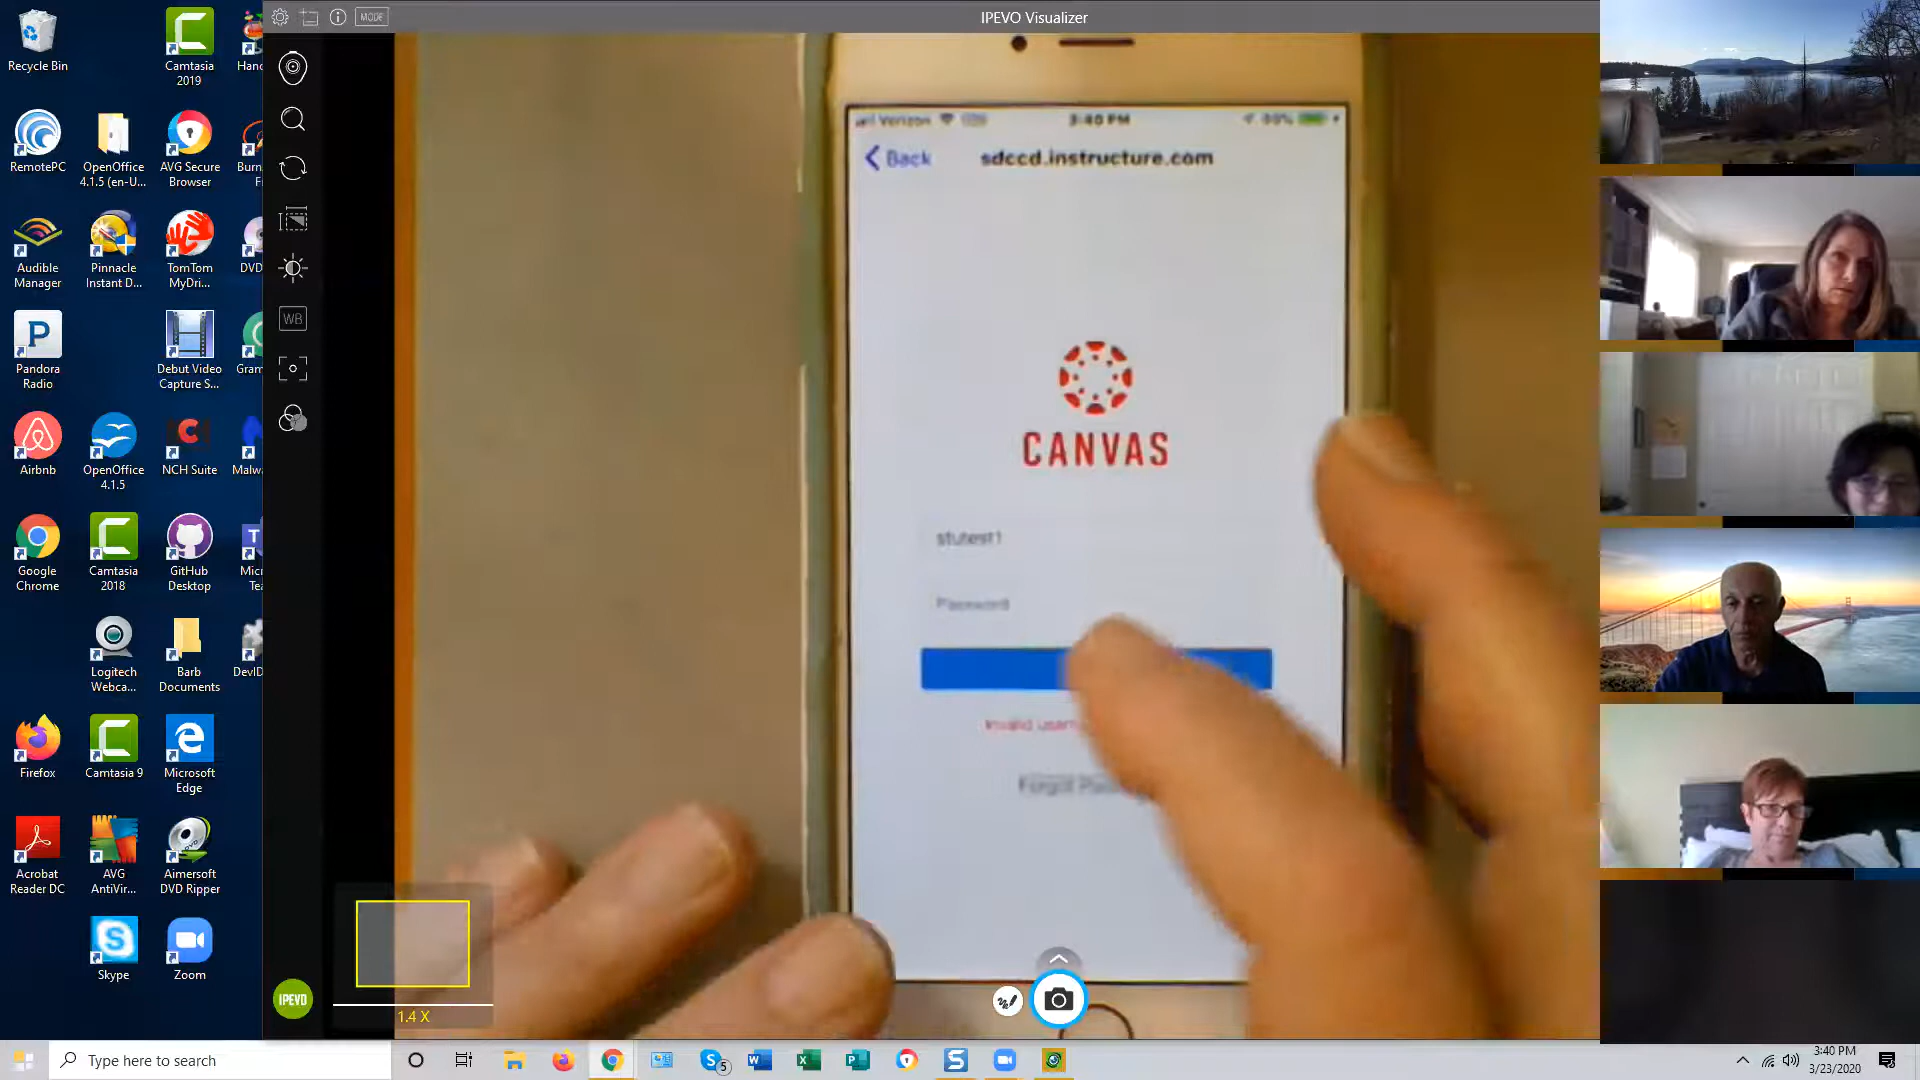 IPEVO Visualizer
MODE
Recycle Bin
Camtasia
2019
RemotePC
OpenOffice
4.1.5 (en-U...
AVG Secure
Browser
Audible
Manager
Pinnacle
Instant D...
TomTom
MyDri...
Pandora
Radio
Debut Video
Capture S...
Airbnb
OpenOffice
4.1.5
NCH Suite
Google
Chrome
Camtasia
2018
GitHub
Desktop
Logitech
Webca...
Barb
Documents
Firefox
Camtasia 9
Microsoft
Edge
Acrobat
Reader DC
AVG
AntiVir...
Aimersoft
DVD Ripper
Skype
Zoom
WB
IPEVO
1.4 X
Verizon
3:40 PM
Back
sdccd.instructure.com
CANVAS
stutest1
Password
Invalid
Forgot
Type here to search
5
3:40 PM
3/23/2020